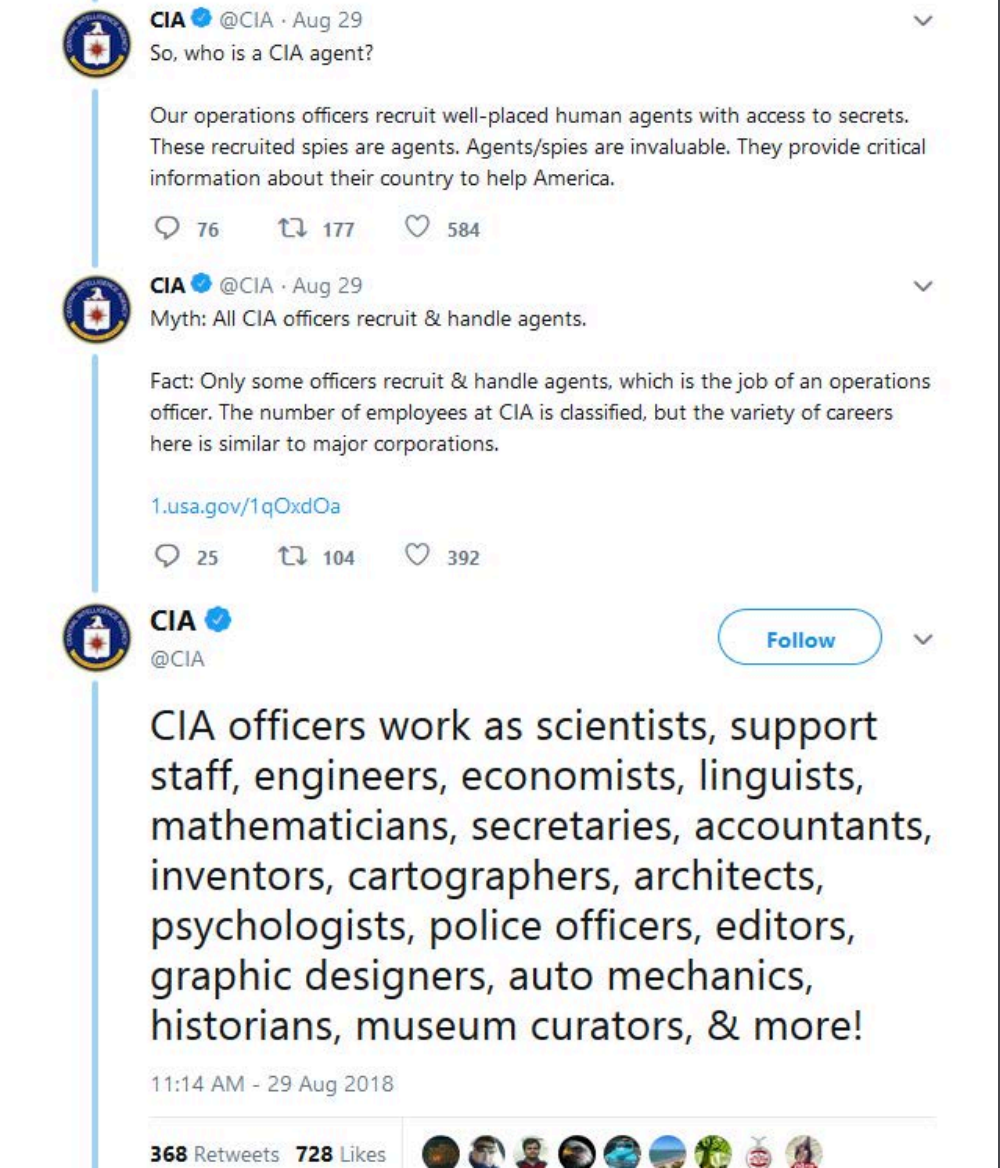 CIA @CIA · Aug 29
So, who is a CIA agent?
Our operations officers recruit well-placed human agents with access to secrets.
These recruited spies are agents. Agents/spies are invaluable. They provide critical
information about their country to help America.
76 177 584
CIA @CIA · Aug 29
Myth: All CIA officers recruit & handle agents.
Fact: Only some officers recruit & handle agents, which is the job of an operations
officer. The number of employees at CIA is classified, but the variety of careers
here is similar to major corporations.
1.usa.gov/1qOxdOa
25 104 392
CIA
@CIA
Follow
CIA officers work as scientists, support
staff, engineers, economists, linguists,
mathematicians, secretaries, accountants,
inventors, cartographers, architects,
psychologists, police officers, editors,
graphic designers, auto mechanics,
historians, museum curators, & more!
11:14 AM - 29 Aug 2018
368 Retweets 728 Likes